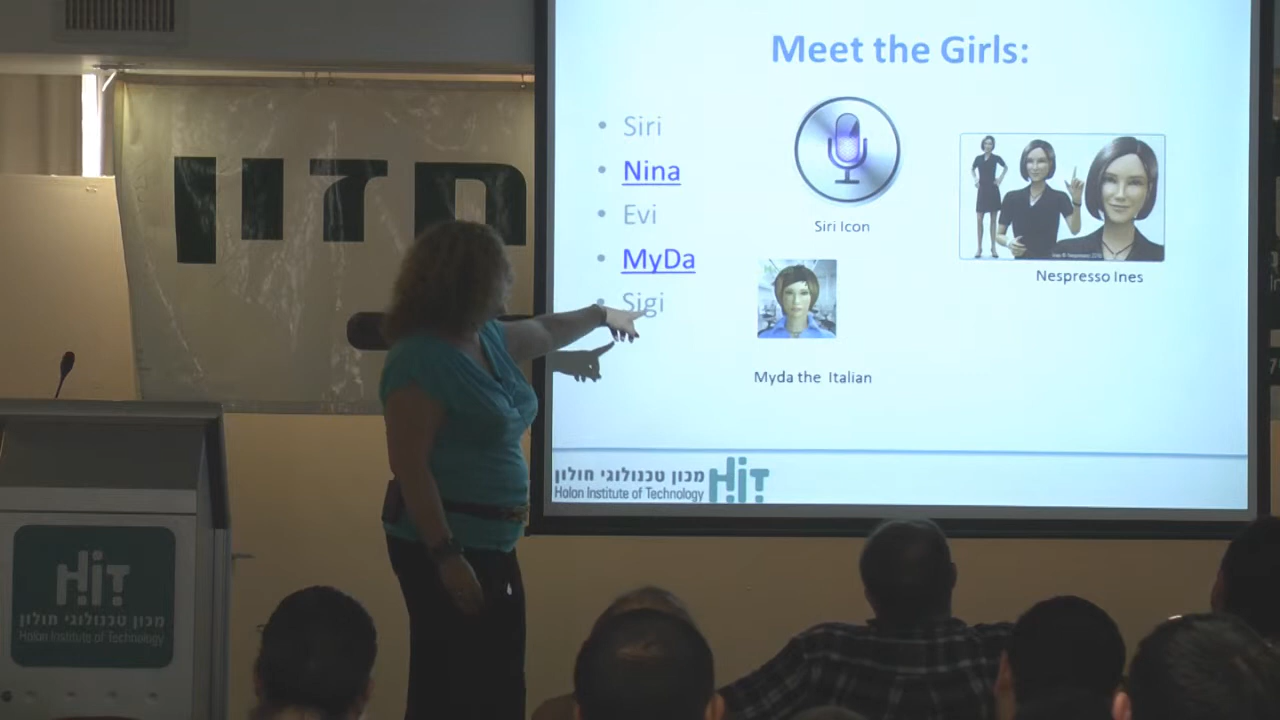 Meet the Girls:
• Siri
• Nina
• Evi
• MyDa
• Sigi
Siri Icon
Nespresso Ines
Myda the Italian
מכון טכנולוגי חולון
Holon Institute of Technology
HiT
HiT
מכון טכנולוגי חולון
Holon Institute of Technology